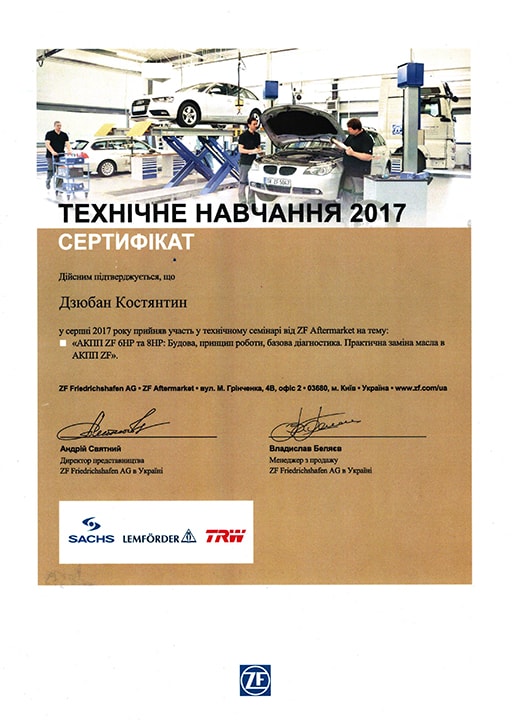 ТЕХНІЧНЕ НАВЧАННЯ 2017
СЕРТИФІКАТ
Дійсним підтверджується, що
Дзюбан Костянтин
у серпні 2017 року прийняв участь у технічному семінарі від ZF Aftermarket на тему:
«АКПП ZF 6HP та 8HP: Будова, принцип роботи, базова діагностика. Практична заміна масла в
АКПП ZF».
ZF Friedrichshafen AG • ZF Aftermarket • вул. М. Грінченка, 4В, офіс 2 • 03680, м. Київ • Україна • www.zf.com/ua
Андрій Святний
Директор представництва
ZF Friedrichshafen AG в Україні
Владислав Беляєв
Менеджер з продажу
ZF Friedrichshafen AG в Україні
SACHS LEMFÖRDER TRW
ZF